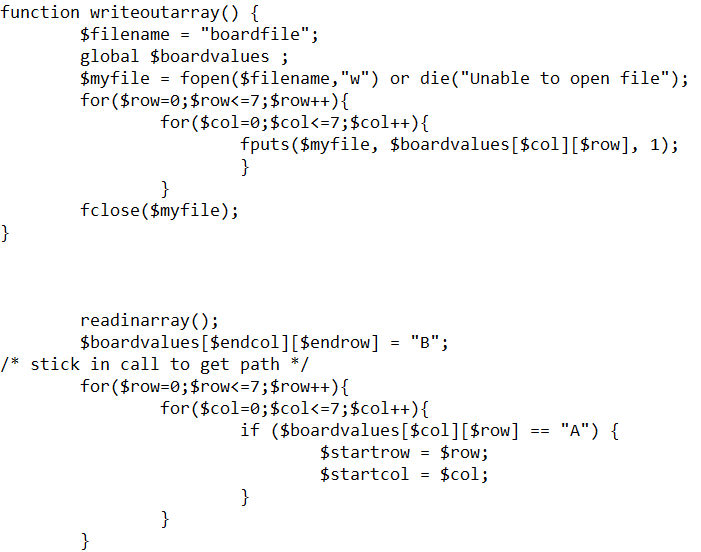 function writeoutarray() {
        $filename = "boardfile";
        global $boardvalues ;
        $myfile = fopen($filename,"w") or die("Unable to open file");
        for($row=0;$row<=7;$row++){
                for($col=0;$col<=7;$col++){
                        fputs($myfile, $boardvalues[$col][$row], 1);
                        }
                }
        fclose($myfile);
}
        readinarray();
        $boardvalues[$endcol][$endrow] = "B";
/* stick in call to get path */
        for($row=0;$row<=7;$row++){
                for($col=0;$col<=7;$col++){
                        if ($boardvalues[$col][$row] == "A") {
                                $startrow = $row;
                                $startcol = $col;
                        }
                }
        }